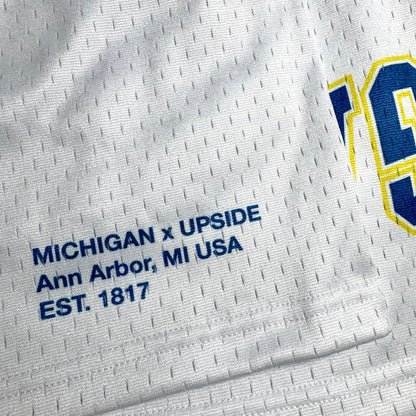 MICHIGAN x UPSIDE
Ann Arbor, MI USA
EST. 1817